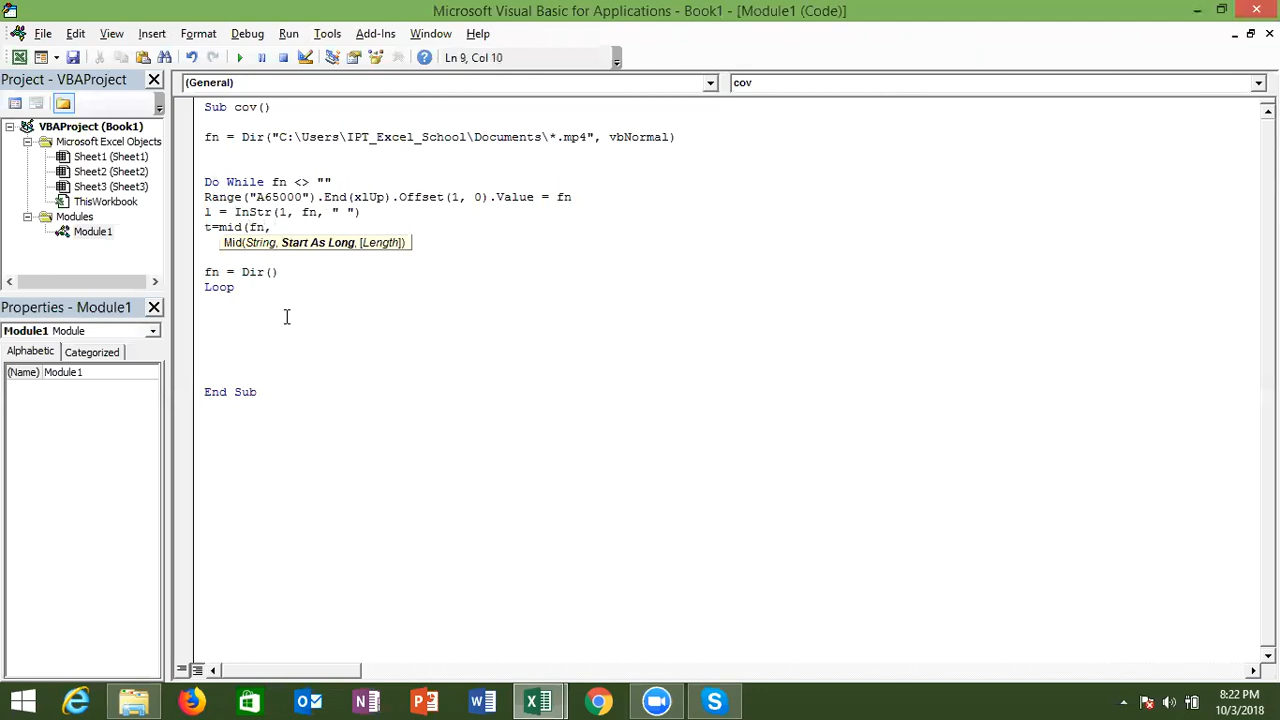 Microsoft Visual Basic for Applications - Book1 - [Module1 (Code)]
File Edit View Insert Format Debug Run Tools Add-Ins Window Help
Ln 9, Col 10
Project - VBAProject
(General)
cov
VBAProject (Book1)
Microsoft Excel Objects
Sheet1 (Sheet1)
Sheet2 (Sheet2)
Sheet3 (Sheet3)
ThisWorkbook
Modules
Module1
Properties - Module1
Module1 Module
Alphabetic Categorized
(Name) Module1
Sub cov()
fn = Dir("C:\Users\IPT_Excel_School\Documents\*.mp4", vbNormal)
Do While fn <> ""
Range("A65000").End(xlUp).Offset(1, 0).Value = fn
l = InStr(1, fn, " ")
t=mid(fn,
Mid(String, Start As Long, [Length])
fn = Dir()
Loop
End Sub
8:22 PM
10/3/2018